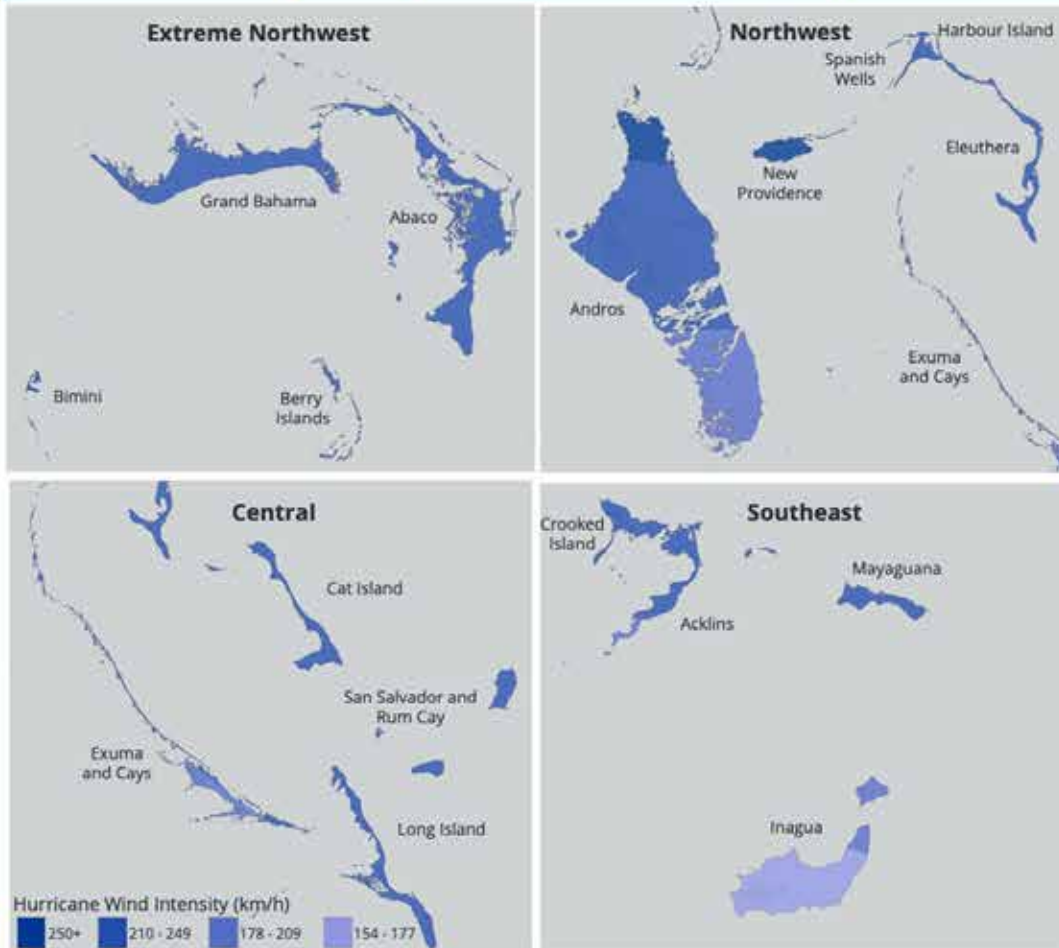 Extreme Northwest
Grand Bahama
Abaco
Bimini
Berry
Islands
Northwest
Harbour Island
Spanish
Wells
Eleuthera
New
Providence
Andros
Exuma
and Cays
Central
Cat Island
San Salvador and
Rum Cay
Exuma
and Cays
Long Island
Hurricane Wind Intensity (km/h)
250+ 210 - 249 178 - 209 154 - 177
Southeast
Crooked
Island
Mayaguana
Acklins
Inagua